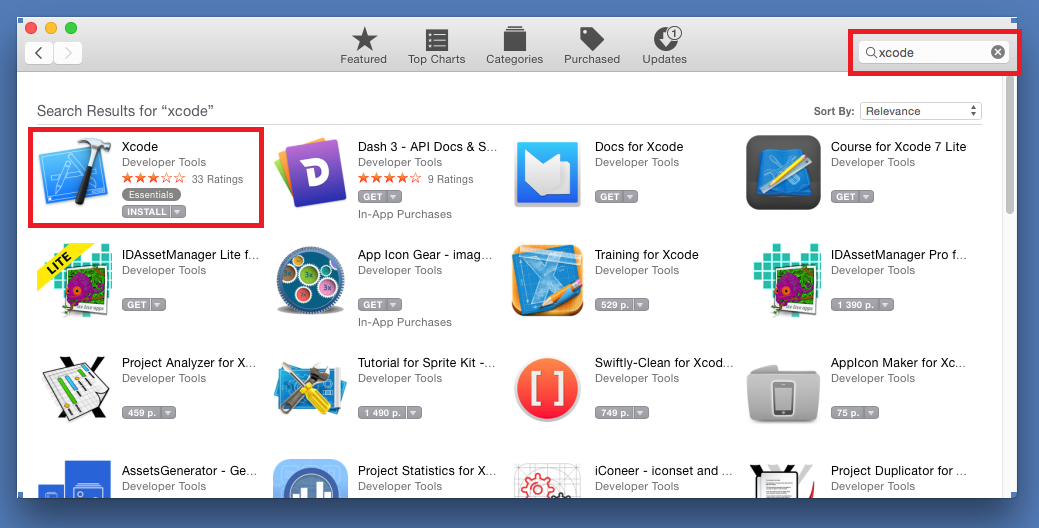 1
Featured
Top Charts
Categories
Purchased
Updates
xcode
Search Results for “xcode”
Sort By:
Relevance
Xcode
Developer Tools
33 Ratings
Essentials
INSTALL
Dash 3 - API Docs & S...
Developer Tools
9 Ratings
GET
In-App Purchases
Docs for Xcode
Developer Tools
GET
Course for Xcode 7 Lite
Developer Tools
GET
LITE
IDAssetManager Lite f...
Developer Tools
GET
App Icon Gear - imag...
Developer Tools
GET
In-App Purchases
Training for Xcode
Developer Tools
529 р.
IDAssetManager Pro f...
Developer Tools
1 390 р.
Project Analyzer for X...
Developer Tools
459 р.
Tutorial for Sprite Kit -...
Developer Tools
1 490 р.
Swiftly-Clean for Xcod...
Developer Tools
749 р.
AppIcon Maker for Xc...
Developer Tools
75 р.
AssetsGenerator - Ge...
Developer Tools
Project Statistics for X...
Developer Tools
iConeer - iconset and ...
Developer Tools
Project Duplicator for ...
Developer Tools